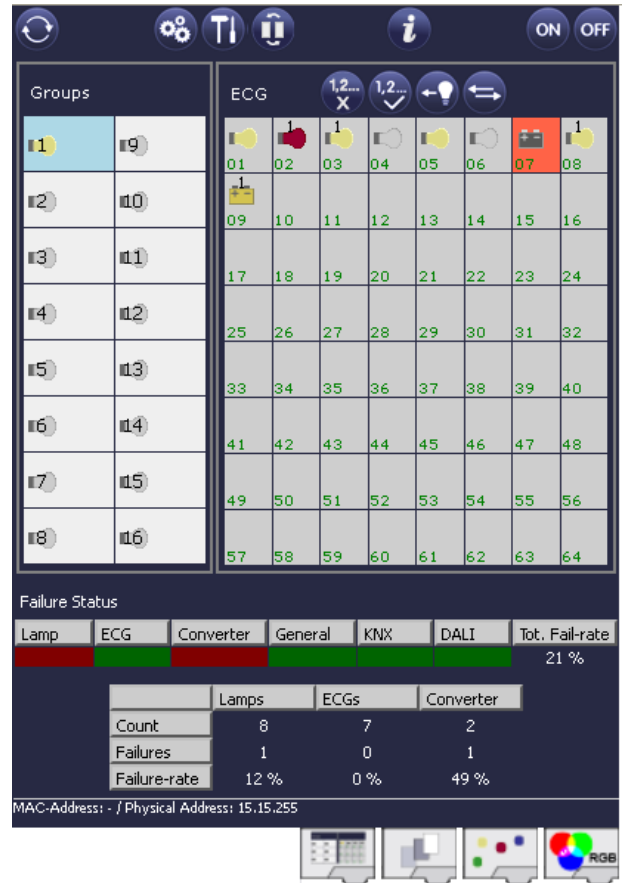 ON OFF
Groups
ECG 1,2... X 1,2...
1 9
2 10
3 11
4 12
5 13
6 14
7 15
8 16
1 1 1
01 02 03 04 05 06 07 08
1
09 10 11 12 13 14 15 16
17 18 19 20 21 22 23 24
25 26 27 28 29 30 31 32
33 34 35 36 37 38 39 40
41 42 43 44 45 46 47 48
49 50 51 52 53 54 55 56
57 58 59 60 61 62 63 64
Failure Status
Lamp ECG Converter General KNX DALI Tot. Fail-rate
21 %
Lamps ECGs Converter
Count 8 7 2
Failures 1 0 1
Failure-rate 12 % 0 % 49 %
MAC-Address: - / Physical Address: 15.15.255
RGB